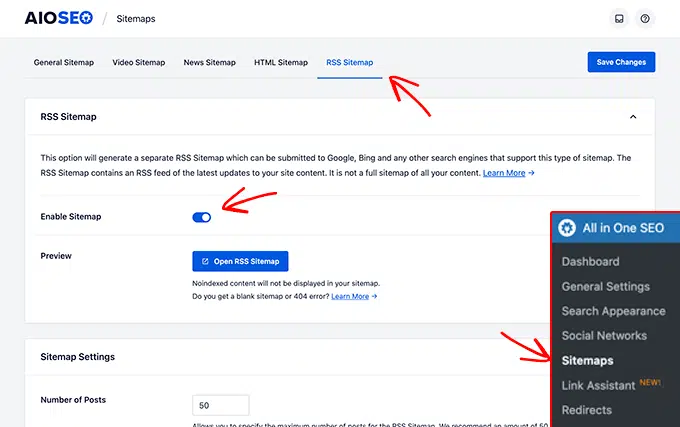 AIOSEO / Sitemaps
General Sitemap Video Sitemap News Sitemap HTML Sitemap RSS Sitemap Save Changes
RSS Sitemap
This option will generate a separate RSS Sitemap which can be submitted to Google, Bing and any other search engines that support this type of sitemap. The
RSS Sitemap contains an RSS feed of the latest updates to your site content. It is not a full sitemap of all your content. Learn More →
Enable Sitemap
Preview
Open RSS Sitemap
Noindexed content will not be displayed in your sitemap.
Do you get a blank sitemap or 404 error? Learn More →
Sitemap Settings
Number of Posts
50
Allows you to specify the maximum number of posts for the RSS Sitemap. We recommend an amount of 50
All in One SEO
Dashboard
General Settings
Search Appearance
Social Networks
Sitemaps
Link Assistant NEW!
Redirects